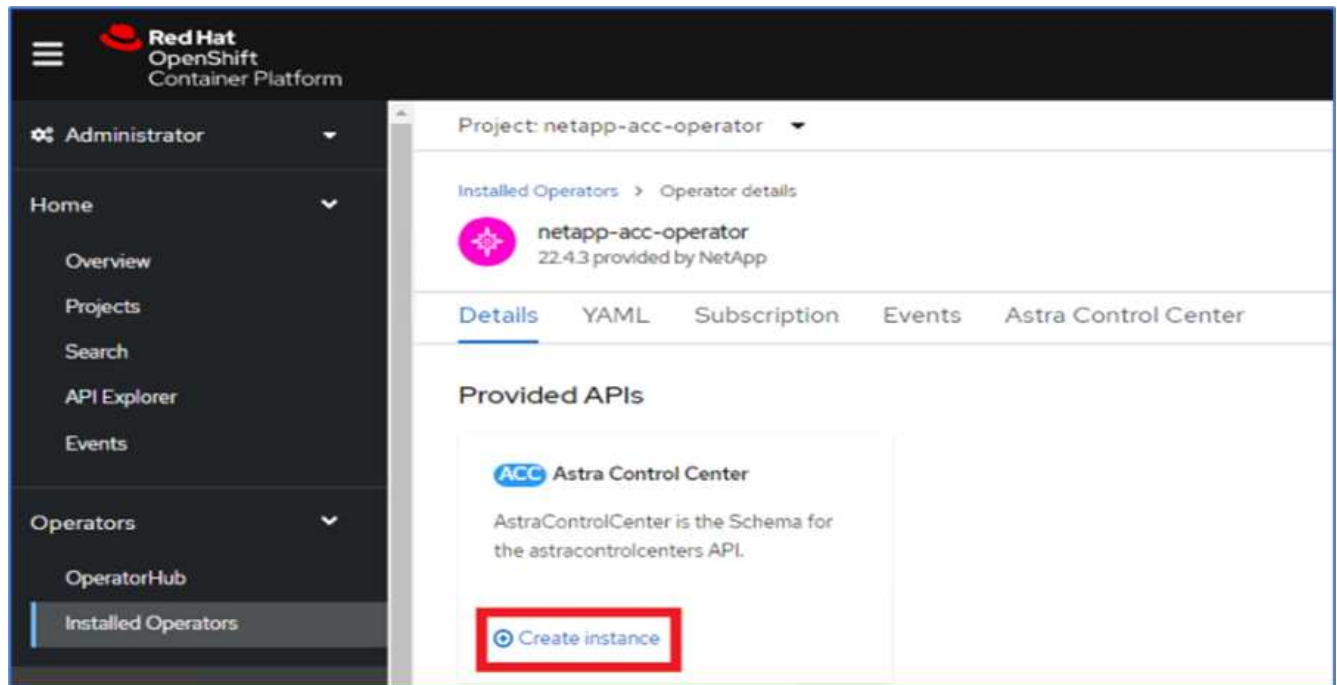 Red Hat
OpenShift
Container Platform
Administrator
Home
Overview
Projects
Search
API Explorer
Events
Operators
OperatorHub
Installed Operators
Project: netapp-acc-operator
Installed Operators > Operator details
netapp-acc-operator
22.4.3 provided by NetApp
Details YAML Subscription Events Astra Control Center
Provided APIs
ACC Astra Control Center
AstraControlCenter is the Schema for
the astracontrolcenters API.
Create instance